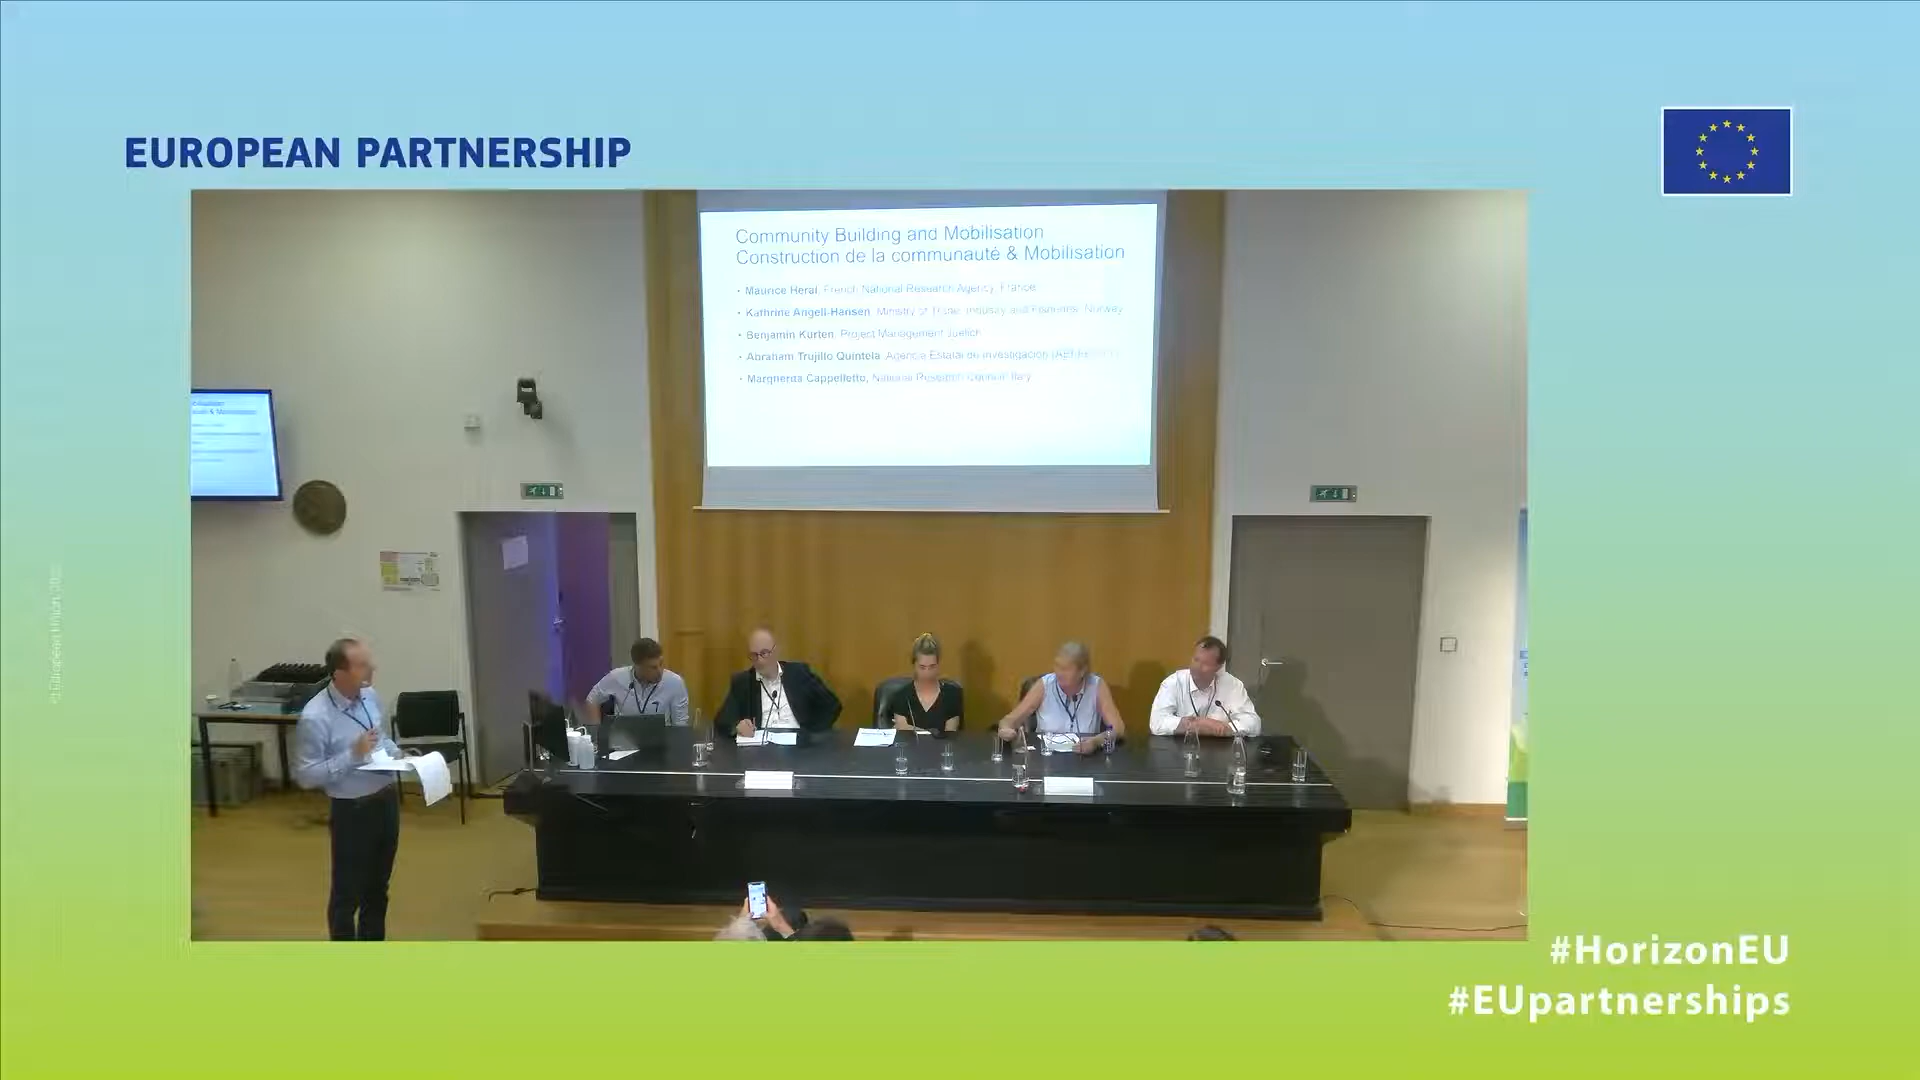 EUROPEAN PARTNERSHIP
Community Building and Mobilisation
Construction de la communauté & Mobilisation
• Maurice Heral, French National Research Agency, France
• Kathrine Angell-Hansen, Ministry of Trade, Industry and Fisheries, Norway
• Benjamin Kurten, Project Management Juelich
• Abraham Trujillo Quintela, Agencia Estatal de Investigación
• Margherita Cappelletto, National Research Council, Italy
#HorizonEU
#EUpartnerships